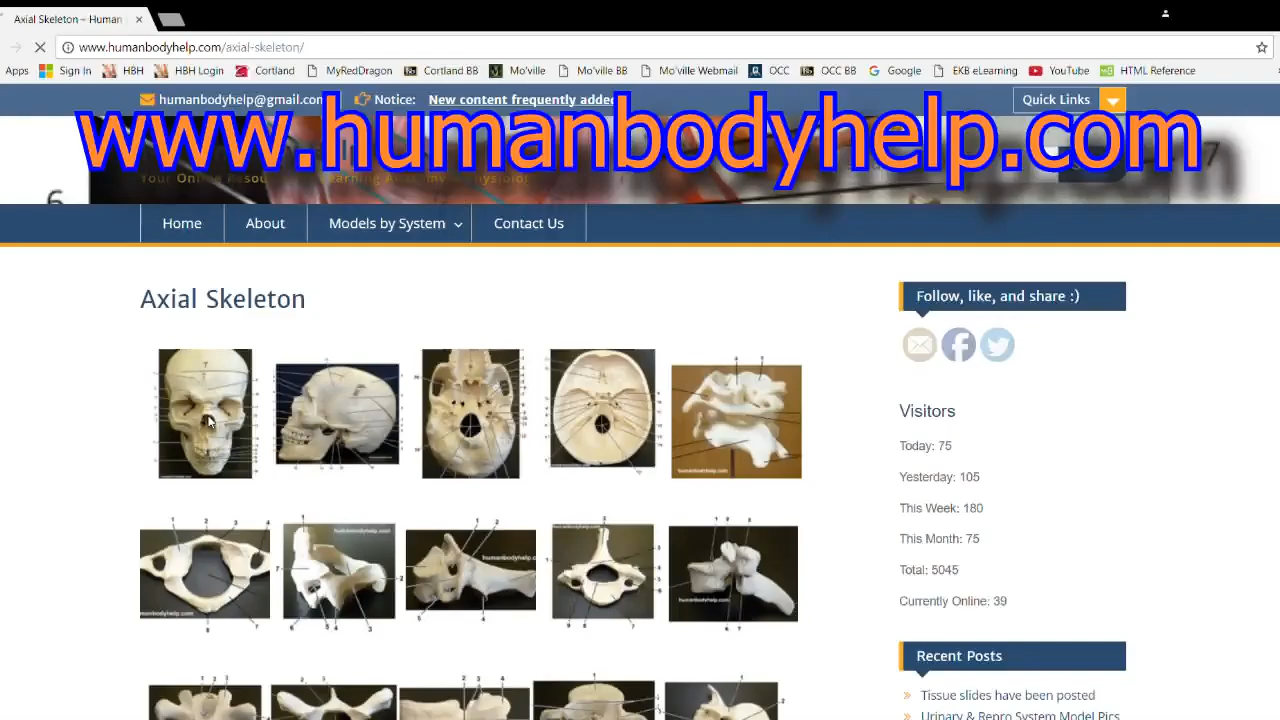 Axial Skeleton – Human
www.humanbodyhelp.com/axial-skeleton/
Apps Sign In HBH HBH Login Cortland MyRedDragon Cortland BB Mo'ville Mo'ville BB Mo'ville Webmail OCC OCC BB Google EKB eLearning YouTube HTML Reference
humanbodyhelp@gmail.com Notice: New content frequently added Quick Links
www.humanbodyhelp.com
Your Online
Home About Models by System Contact Us
Axial Skeleton
Follow, like, and share :)
Visitors
Today: 75
Yesterday: 105
This Week: 180
This Month: 75
Total: 5045
Currently Online: 39
Recent Posts
Tissue slides have been posted
Urinary & Repro System Model Pics